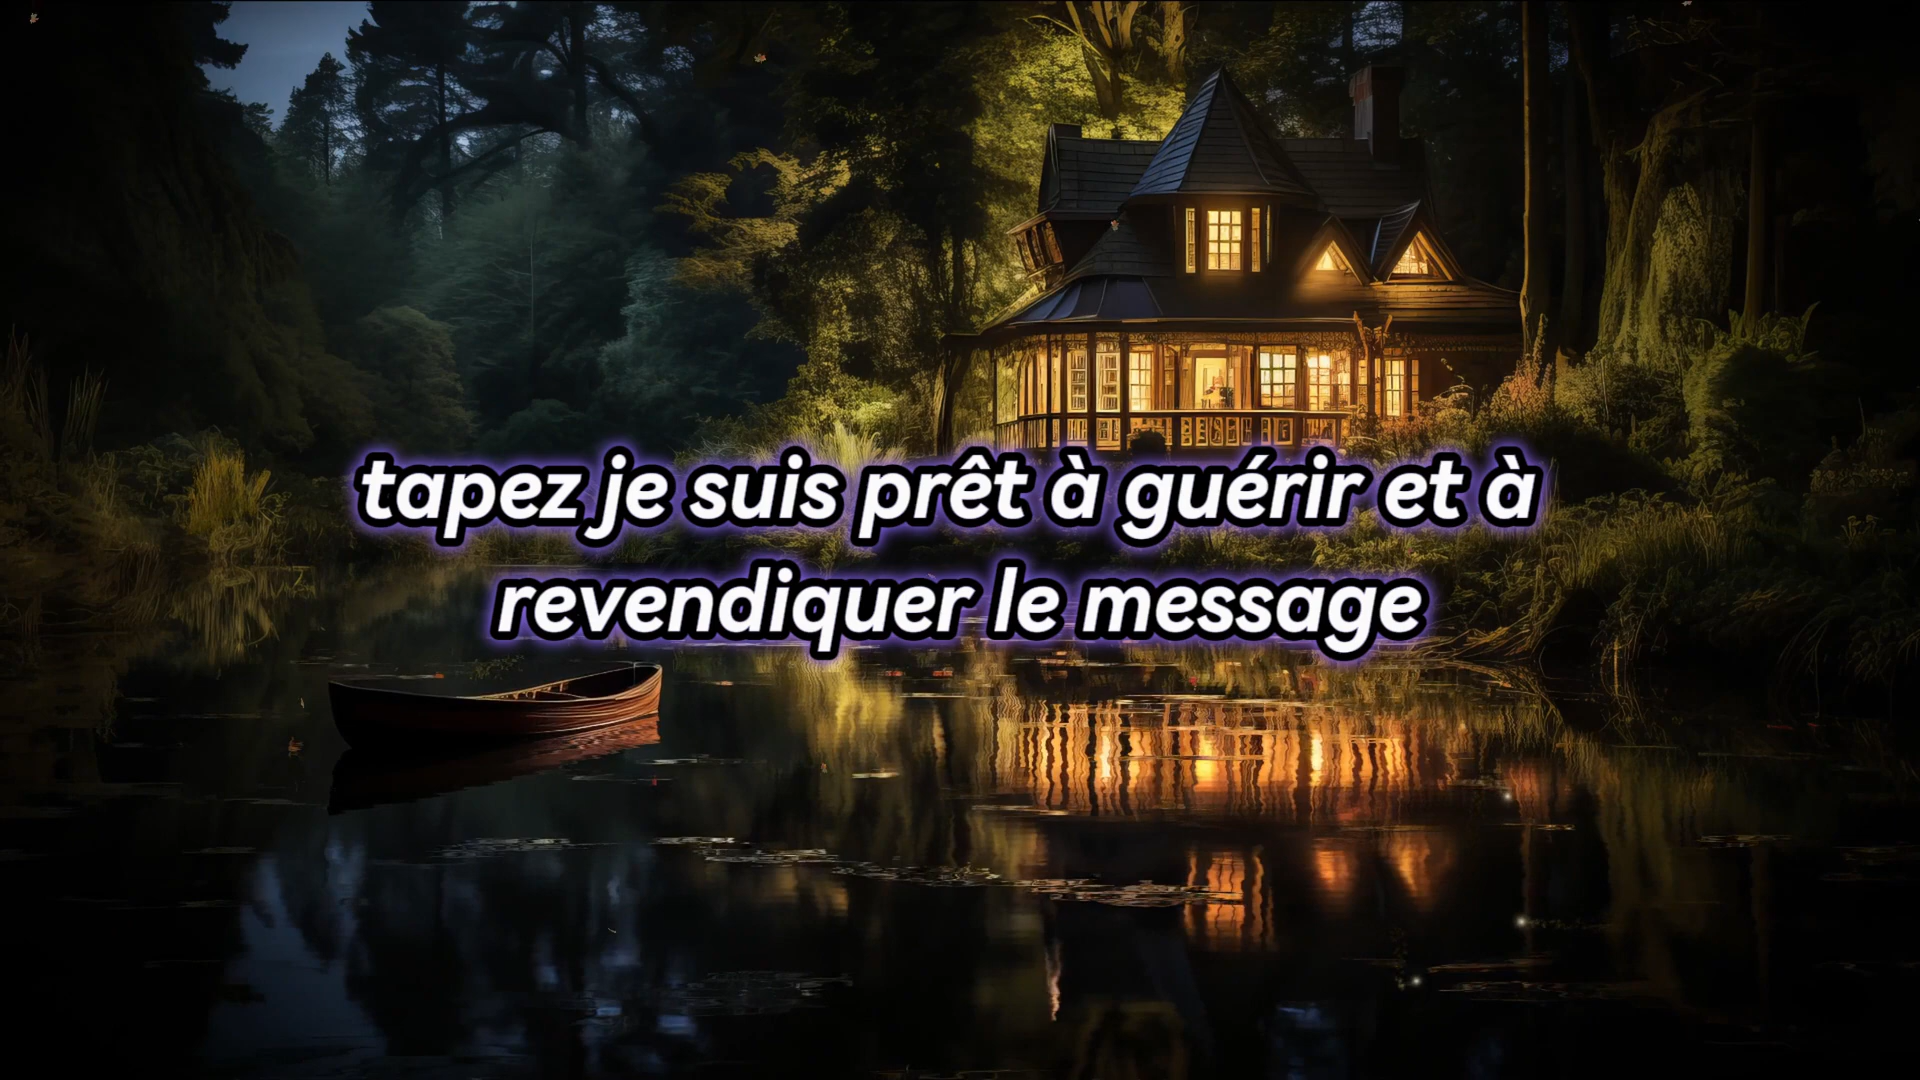 tapez je suis prêt à guérir et à
revendiquer le message